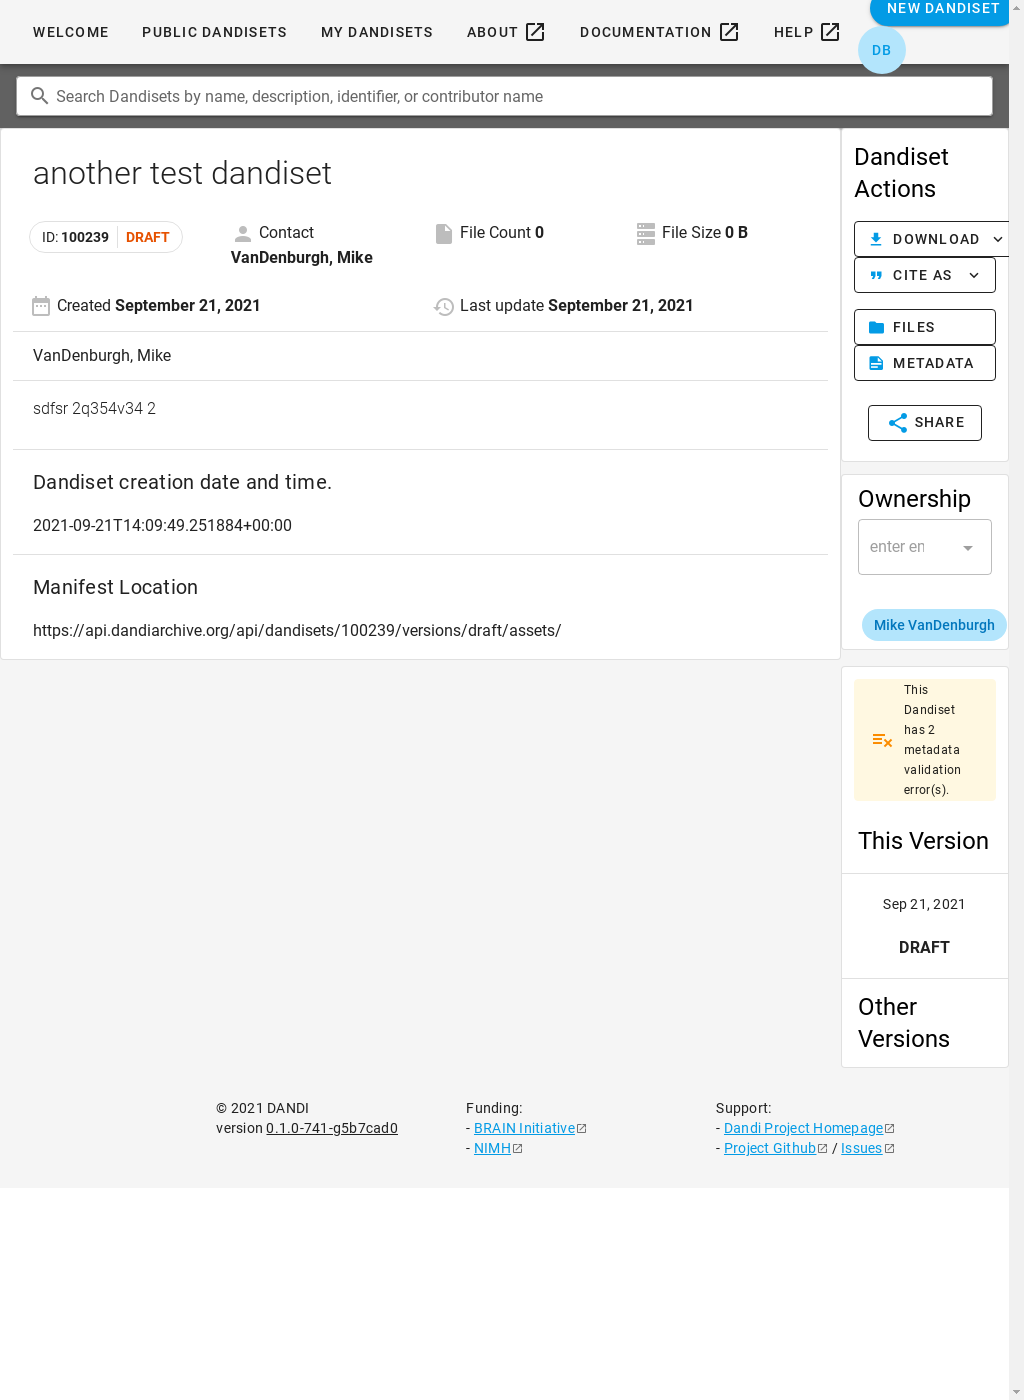 WELCOME PUBLIC DANDISETS MY DANDISETS ABOUT DOCUMENTATION HELP NEW DANDISET
DB
Search Dandisets by name, description, identifier, or contributor name
another test dandiset
ID: 100239 DRAFT
Contact
VanDenburgh, Mike
File Count 0
File Size 0 B
Created September 21, 2021
Last update September 21, 2021
VanDenburgh, Mike
sdfsr 2q354v34 2
Dandiset creation date and time.
2021-09-21T14:09:49.251884+00:00
Manifest Location
https://api.dandiarchive.org/api/dandisets/100239/versions/draft/assets/
Dandiset
Actions
DOWNLOAD
CITE AS
FILES
METADATA
SHARE
Ownership
enter en
Mike VanDenburgh
This
Dandiset
has 2
metadata
validation
error(s).
This Version
Sep 21, 2021
DRAFT
Other
Versions
© 2021 DANDI
version 0.1.0-741-g5b7cad0
Funding:
- BRAIN Initiative
- NIMH
Support:
- Dandi Project Homepage
- Project Github / Issues